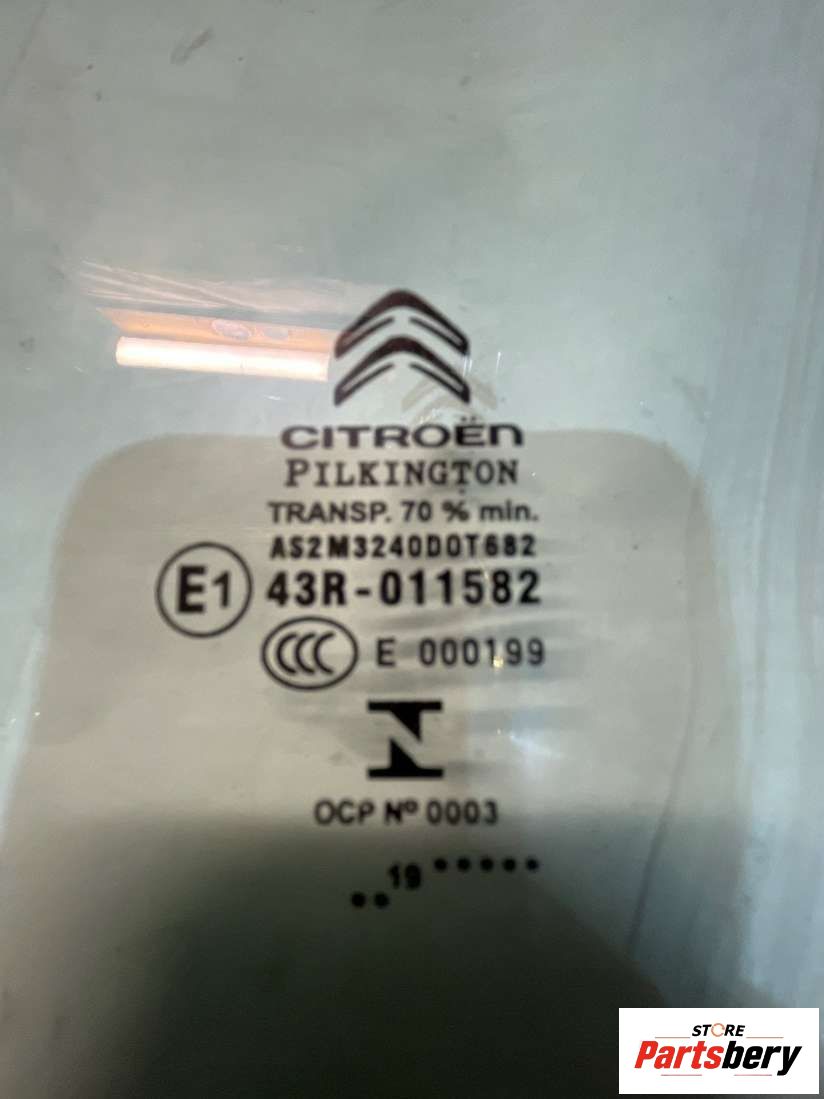 CITROËN
PILKINGTON
TRANSP. 70 % min.
AS2M3240DOT682
E1 43R-011582
CCC E 000199
N
OCP Nº 0003
..19.....
STORE
Partsbery